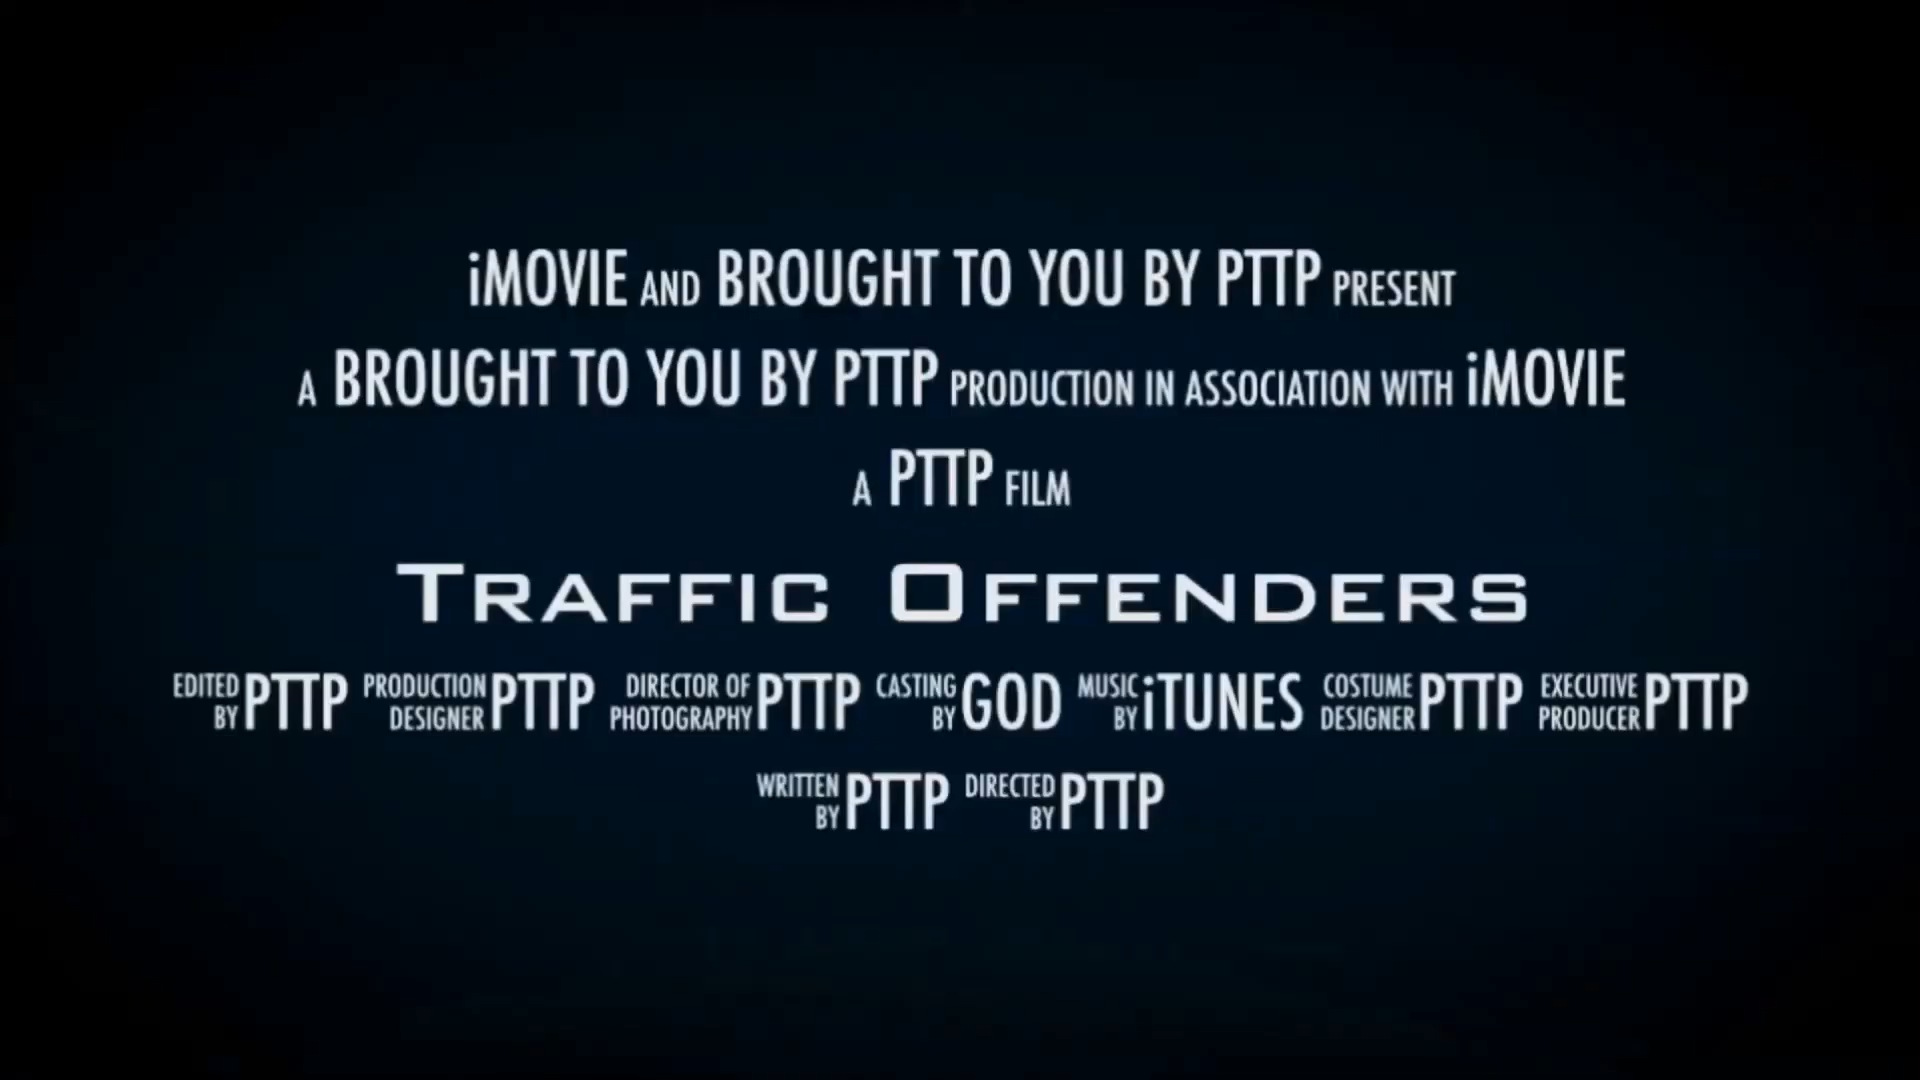 iMOVIE AND BROUGHT TO YOU BY PTTP PRESENT
A BROUGHT TO YOU BY PTTP PRODUCTION IN ASSOCIATION WITH iMOVIE
A PTTP FILM
TRAFFIC OFFENDERS
EDITED BY PTTP PRODUCTION DESIGNER PTTP DIRECTOR OF PHOTOGRAPHY PTTP CASTING BY GOD MUSIC BY iTUNES COSTUME DESIGNER PTTP EXECUTIVE PRODUCER PTTP
WRITTEN BY PTTP DIRECTED BY PTTP